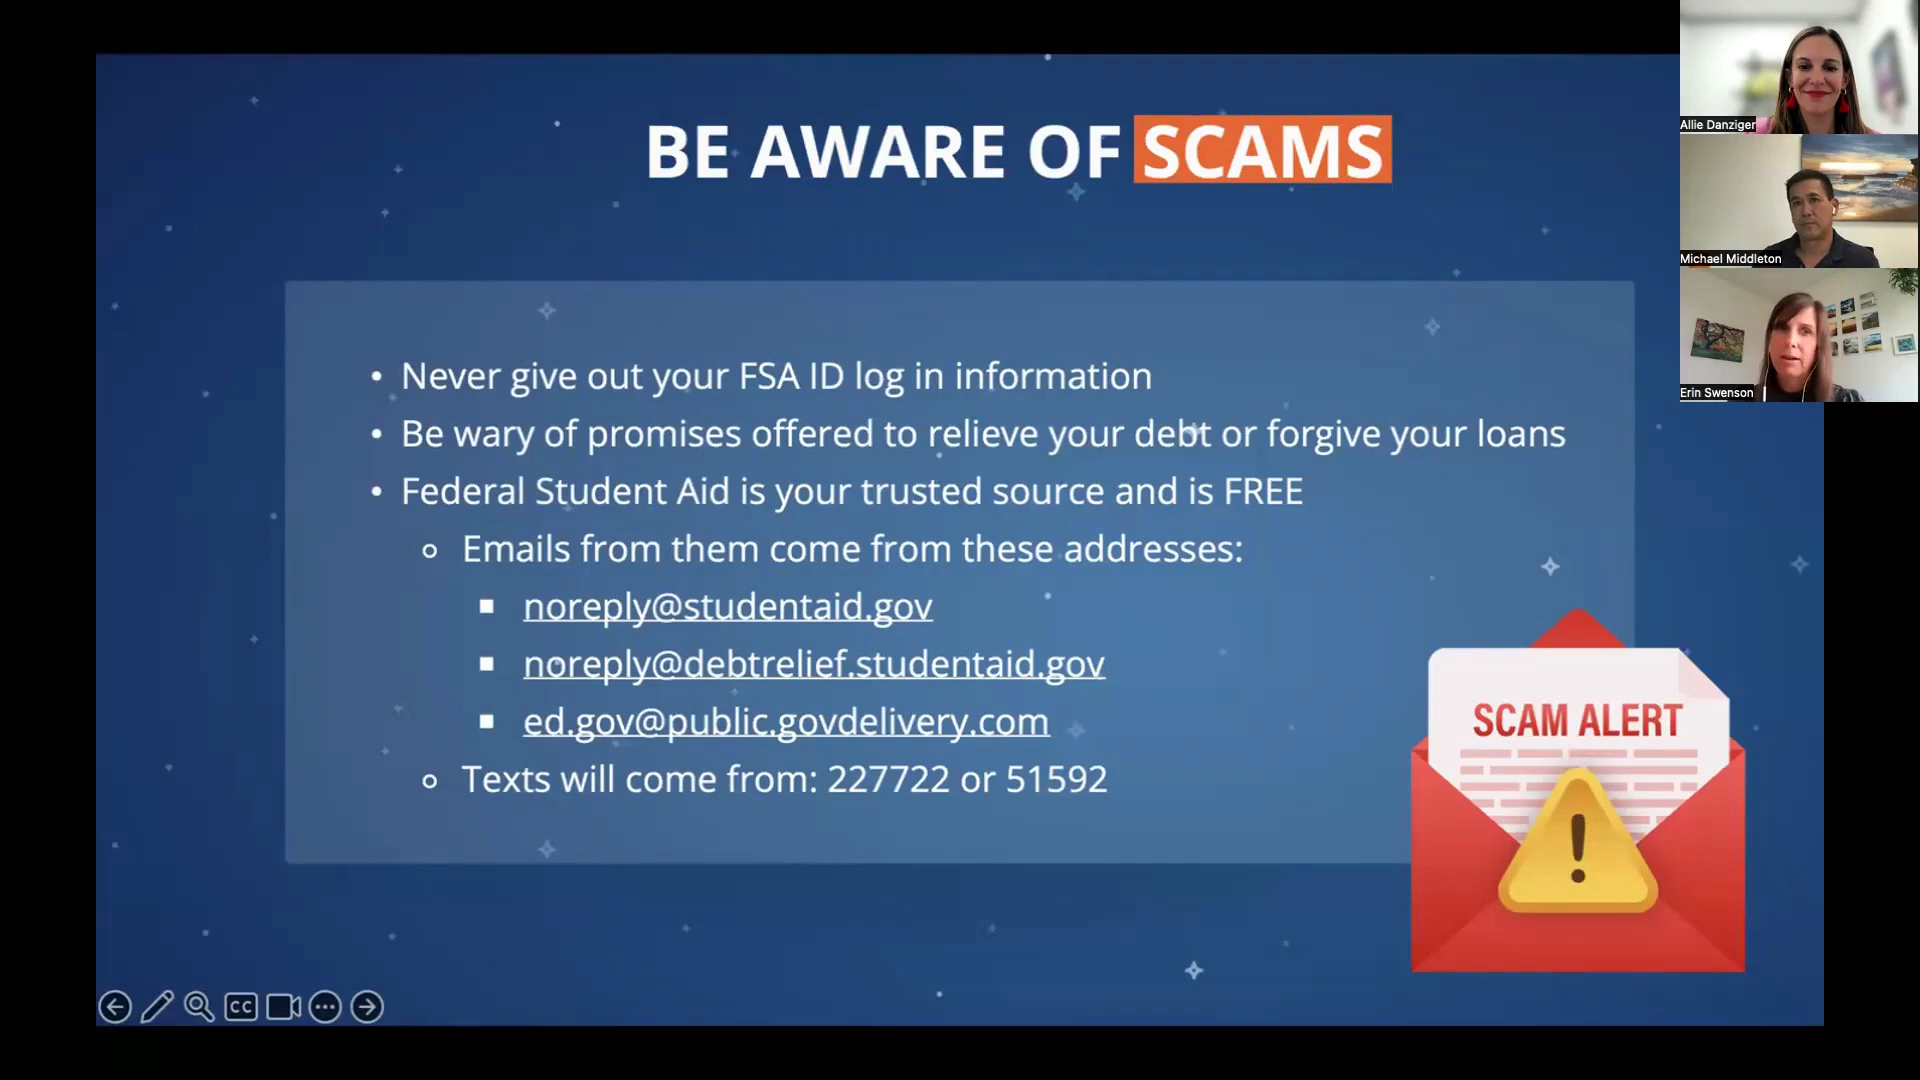 BE AWARE OF SCAMS
• Never give out your FSA ID log in information
• Be wary of promises offered to relieve your debt or forgive your loans
• Federal Student Aid is your trusted source and is FREE
Emails from them come from these addresses:
noreply@studentaid.gov
noreply@debtrelief.studentaid.gov
ed.gov@public.govdelivery.com
Texts will come from: 227722 or 51592
SCAM ALERT
!
CC
Allie Danziger
Michael Middleton
Erin Swenson